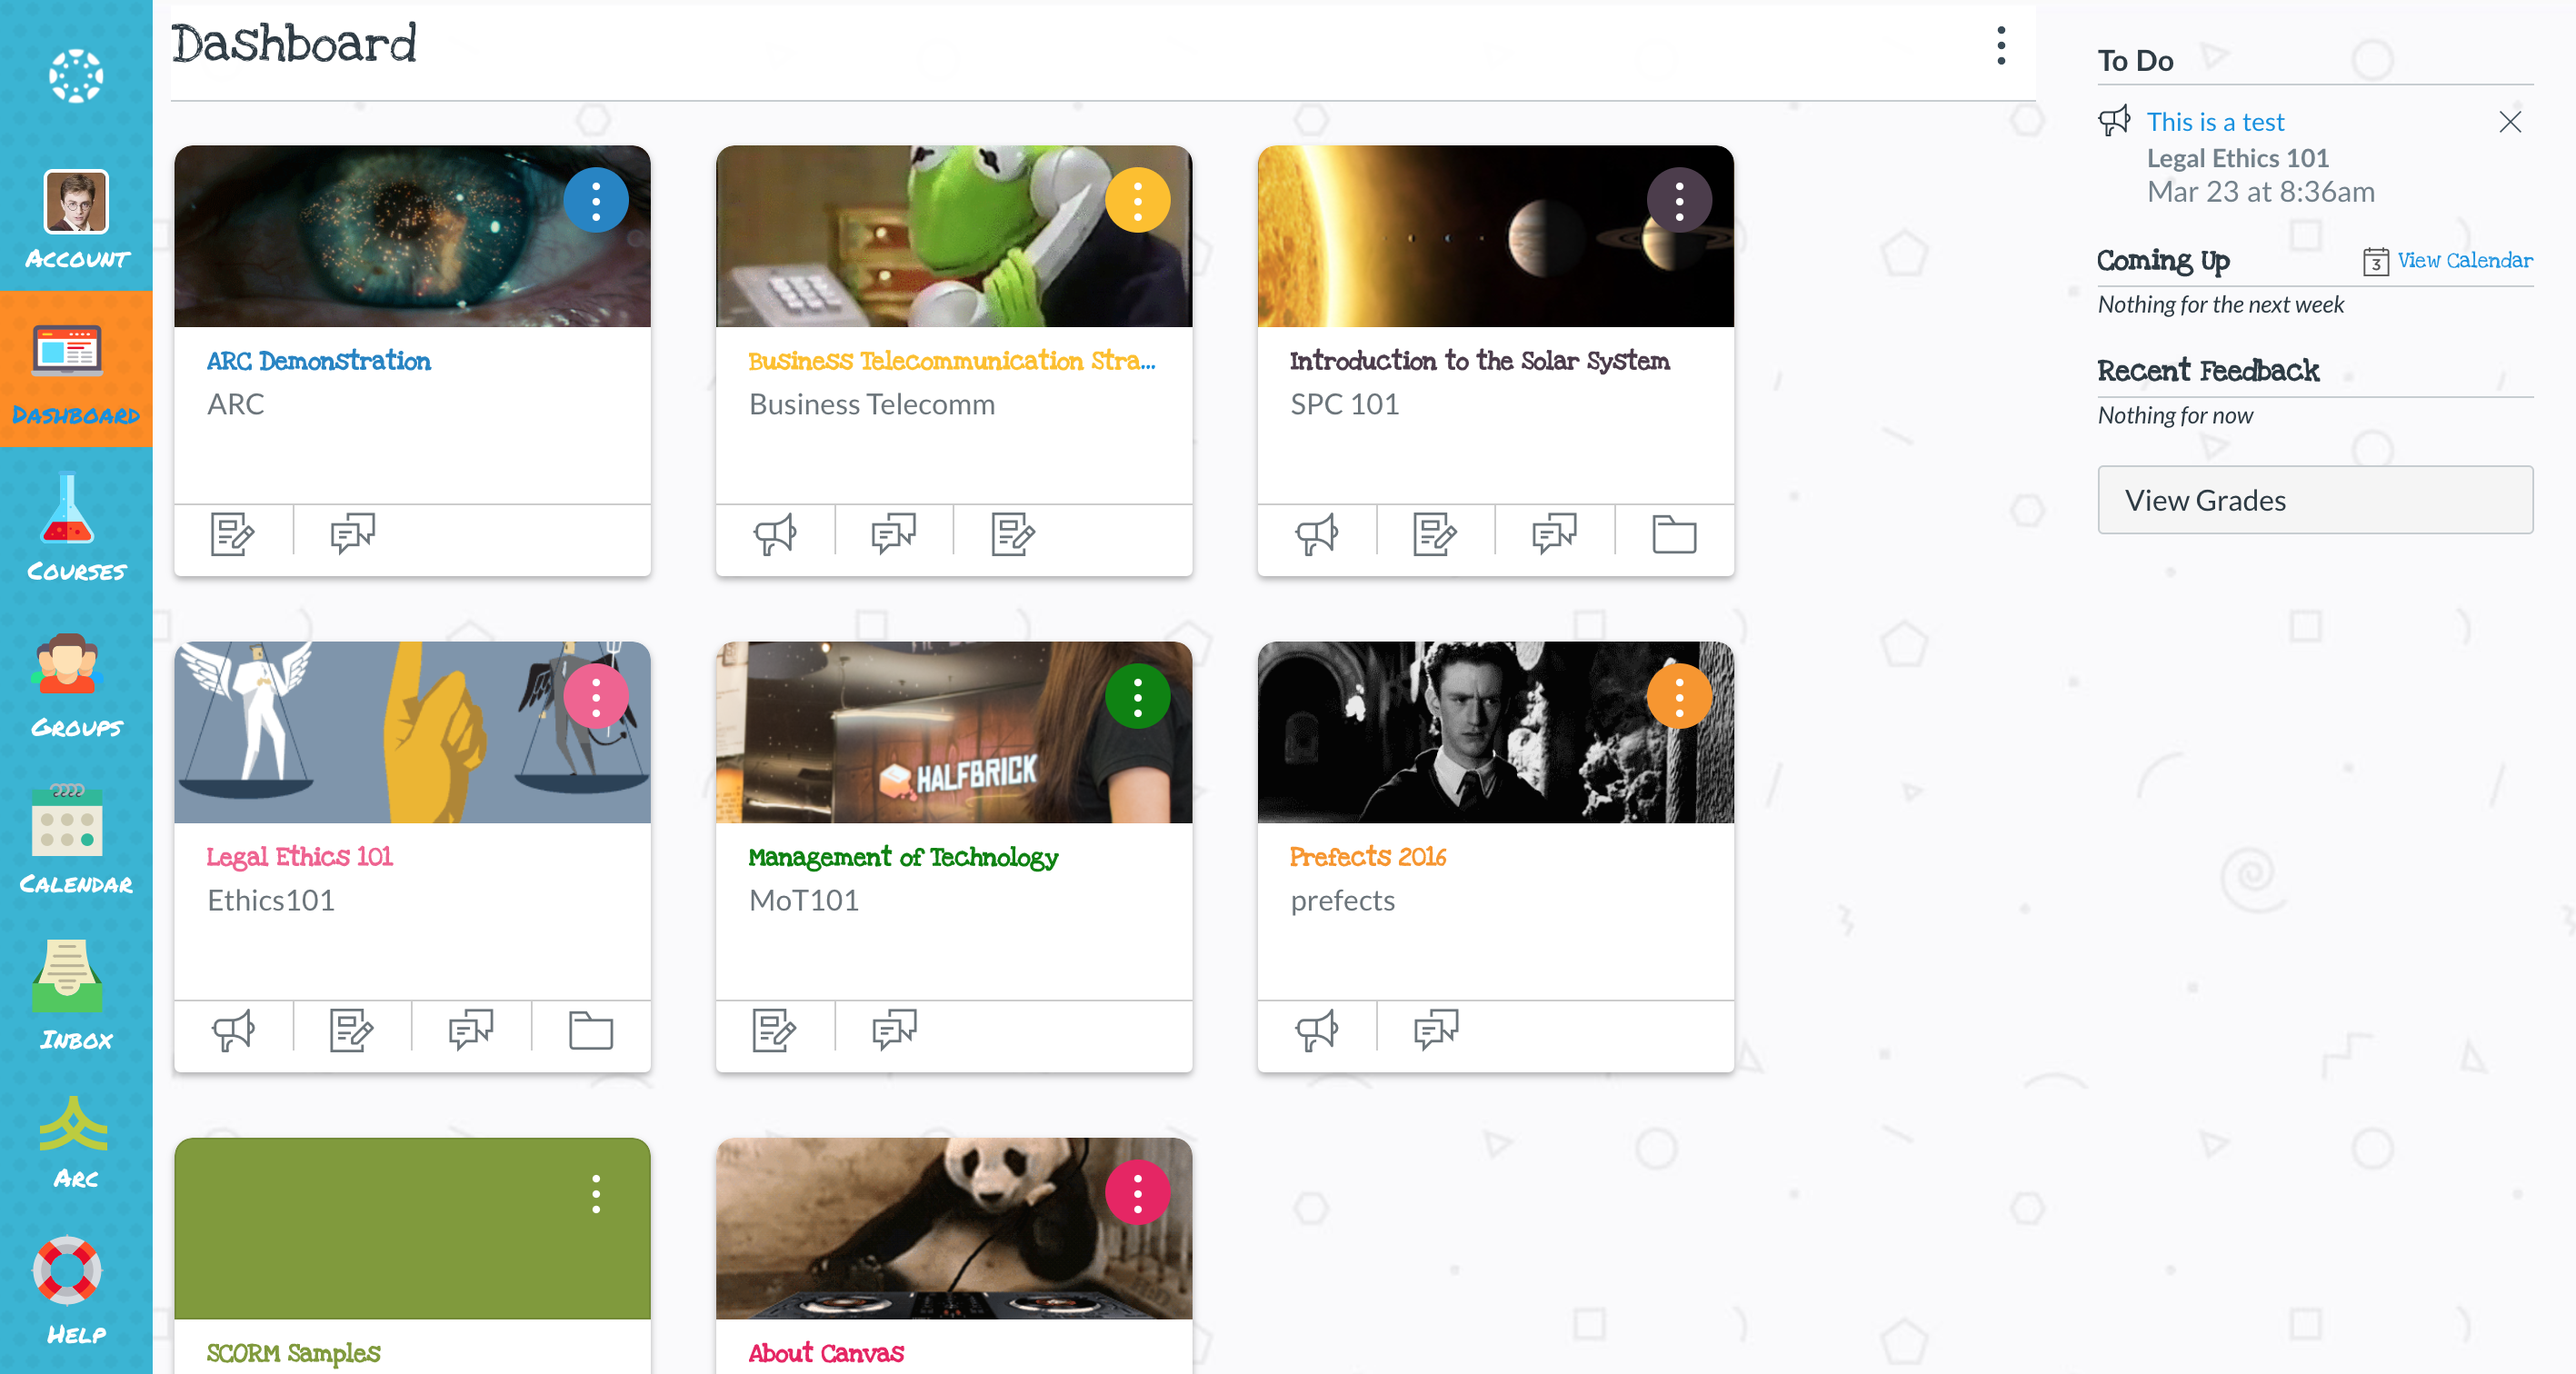 Dashboard
ACCOUNT
DASHBOARD
COURSES
GROUPS
CALENDAR
INBOX
ARC
HELP
ARC Demonstration
ARC
Business Telecommunication Stra...
Business Telecomm
Introduction to the Solar System
SPC 101
HALFBRICK
Legal Ethics 101
Ethics101
Management of Technology
MoT101
Prefects 2016
prefects
SCORM Samples
About Canvas
To Do
This is a test
Legal Ethics 101
Mar 23 at 8:36am
Coming Up
3 View Calendar
Nothing for the next week
Recent Feedback
Nothing for now
View Grades